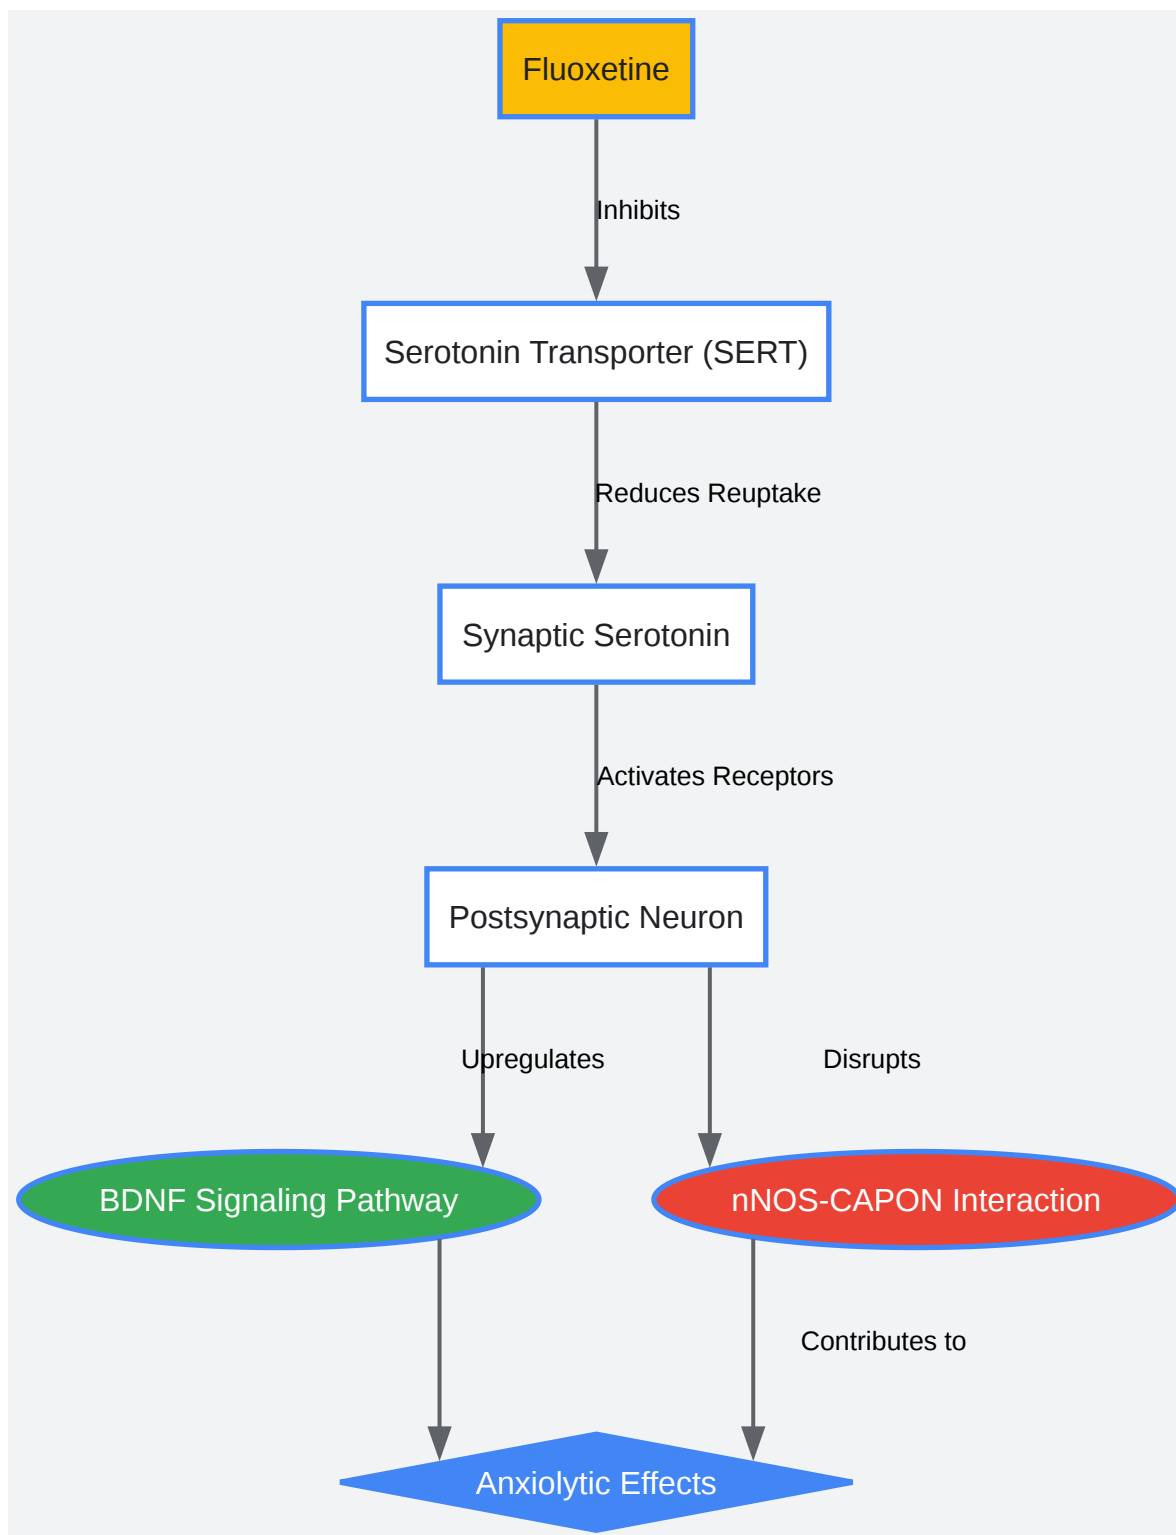 Fluoxetine
Inhibits
Serotonin Transporter (SERT)
Reduces Reuptake
Synaptic Serotonin
Activates Receptors
Postsynaptic Neuron
Upregulates
Disrupts
BDNF Signaling Pathway
nNOS-CAPON Interaction
Contributes to
Anxiolytic Effects